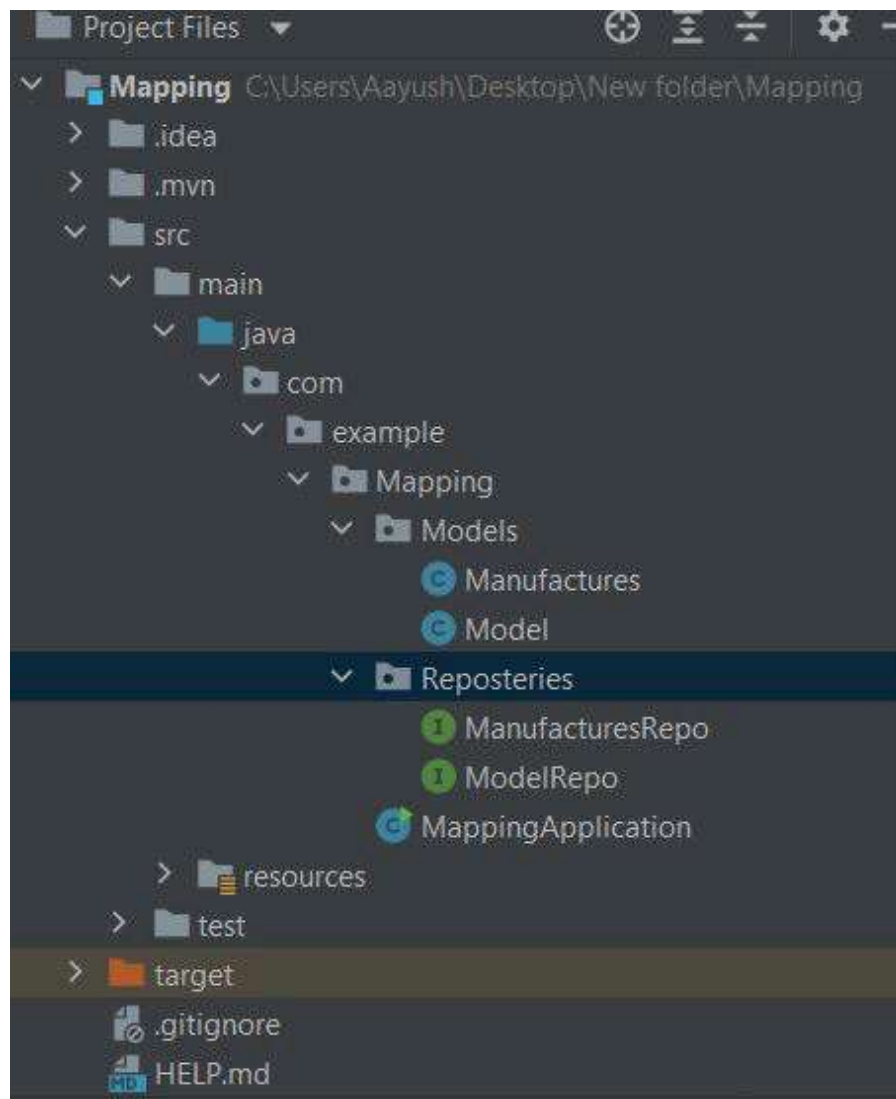 Project Files
Mapping C:\Users\Aayush\Desktop\New folder\Mapping
.idea
.mvn
src
main
java
com
example
Mapping
Models
C Manufactures
C Model
Reposteries
I ManufacturesRepo
I ModelRepo
C MappingApplication
resources
test
target
.gitignore
MD HELP.md